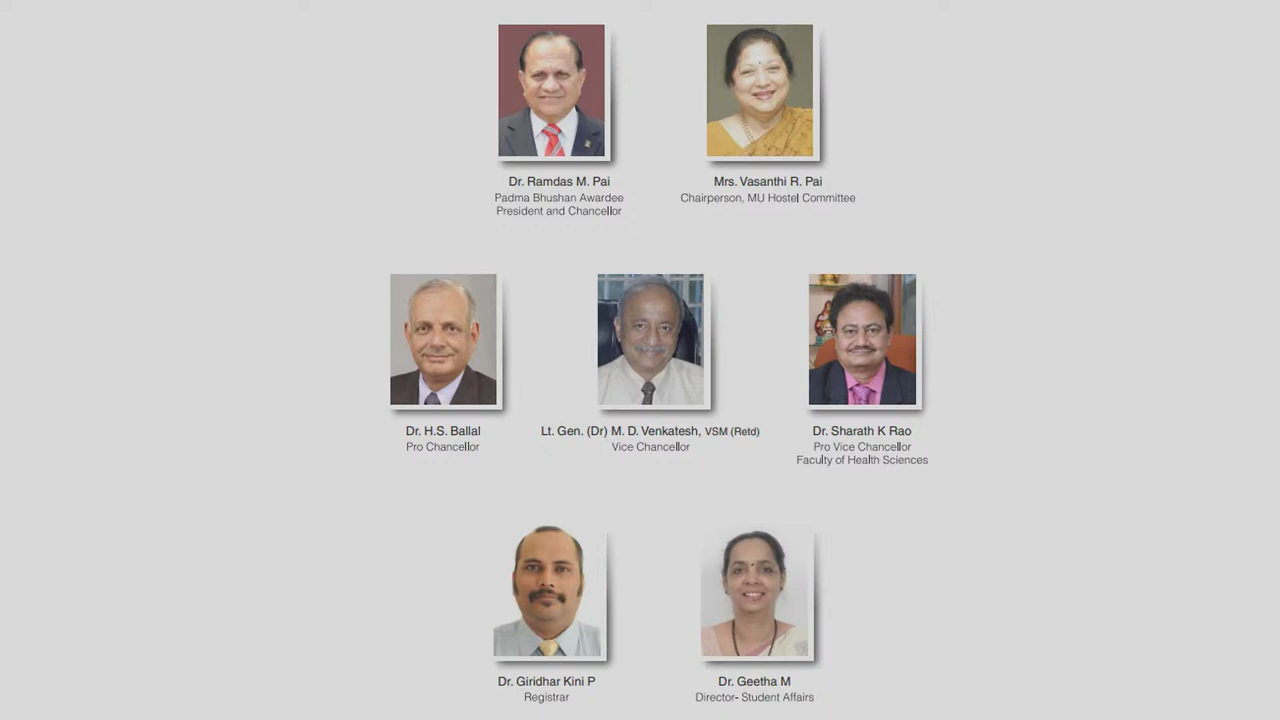 Dr. Ramdas M. Pai
Padma Bhushan Awardee
President and Chancellor
Mrs. Vasanthi R. Pai
Chairperson, MU Hostel Committee
Dr. H.S. Ballal
Pro Chancellor
Lt. Gen. (Dr) M. D. Venkatesh, VSM (Retd)
Vice Chancellor
Dr. Sharath K Rao
Pro Vice Chancellor
Faculty of Health Sciences
Dr. Giridhar Kini P
Registrar
Dr. Geetha M
Director- Student Affairs